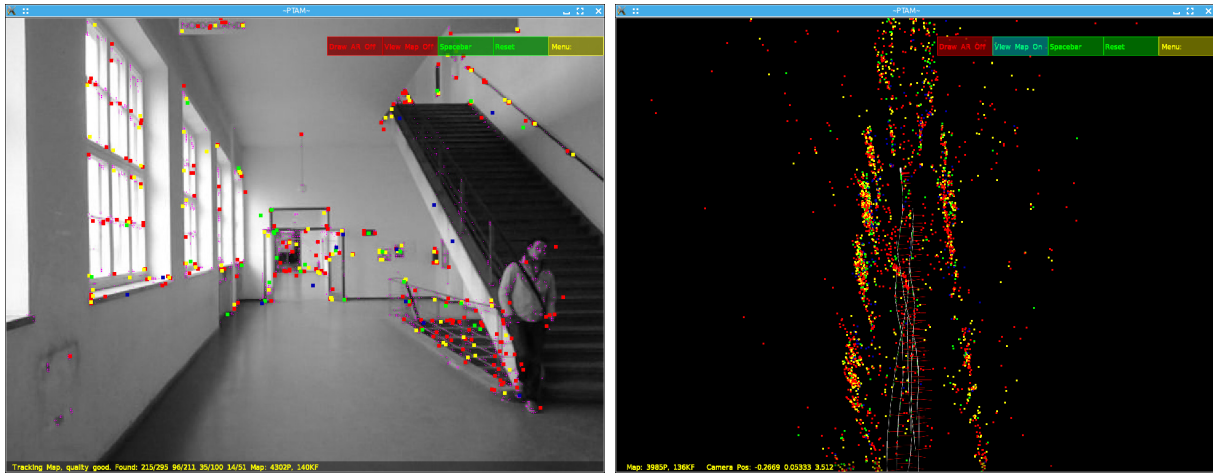 ~PTAM~
Draw AR Off View Map Off Spacebar Reset Menu:
Tracking Map, quality good. Found: 215/295 96/211 35/100 14/51 Map: 4302P, 140KF
~PTAM~
Draw AR Off View Map On Spacebar Reset Menu:
Map: 3985P, 136KF Camera Pos: -0.2669 0.05333 3.512